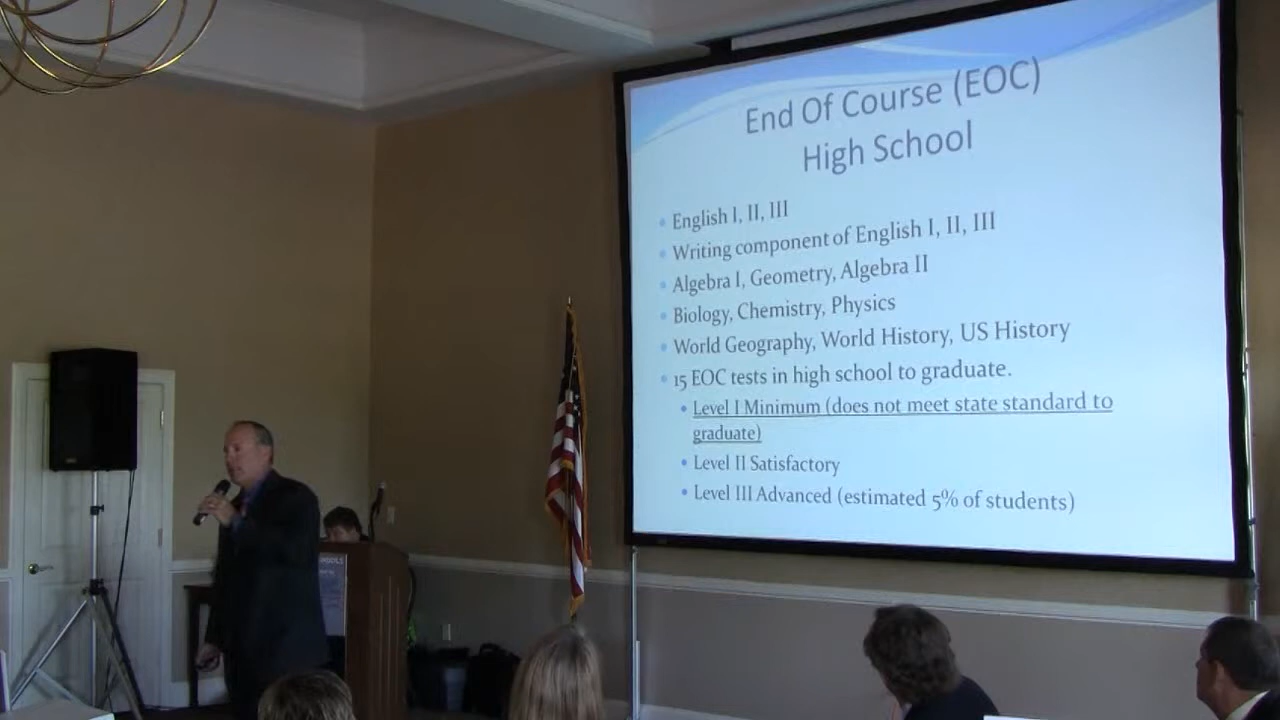 End Of Course (EOC)
High School
• English I, II, III
• Writing component of English I, II, III
• Algebra I, Geometry, Algebra II
• Biology, Chemistry, Physics
• World Geography, World History, US History
• 15 EOC tests in high school to graduate.
• Level I Minimum (does not meet state standard to
graduate)
• Level II Satisfactory
• Level III Advanced (estimated 5% of students)